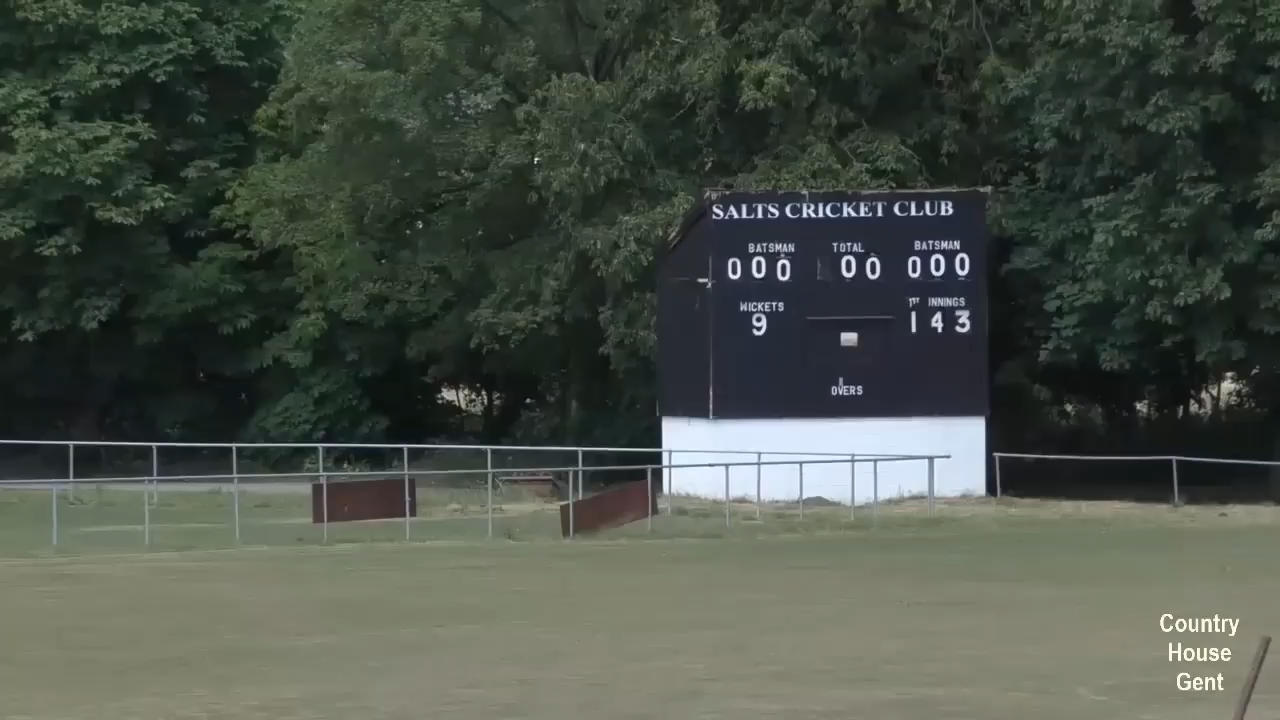 SALTS CRICKET CLUB
BATSMAN TOTAL BATSMAN
000 00 000
WICKETS 1ST INNINGS
9 143
OVERS
Country
House
Gent